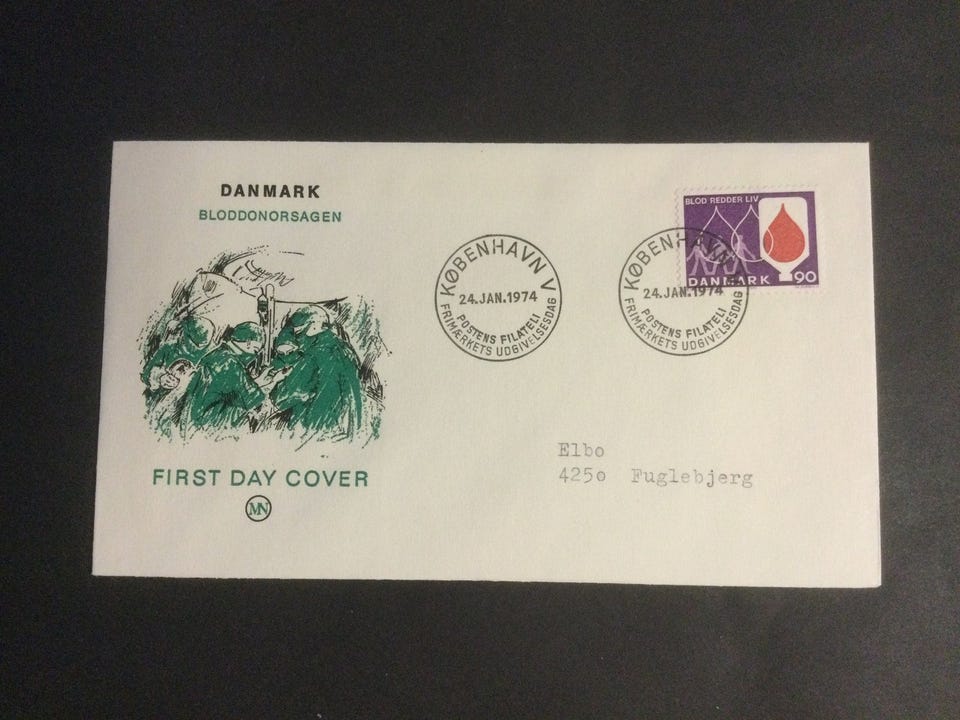 DANMARK
BLODDONORSAGEN
FIRST DAY COVER
MN
KØBENHAVN V
24.JAN.1974
POSTENS FILATELI
FRIMÆRKETS UDGIVELSESDAG
BLOD REDDER LIV
DANMARK 90
KØBENHAVN V
24.JAN.1974
POSTENS FILATELI
FRIMÆRKETS UDGIVELSESDAG
Elbo
425o Fuglebjerg